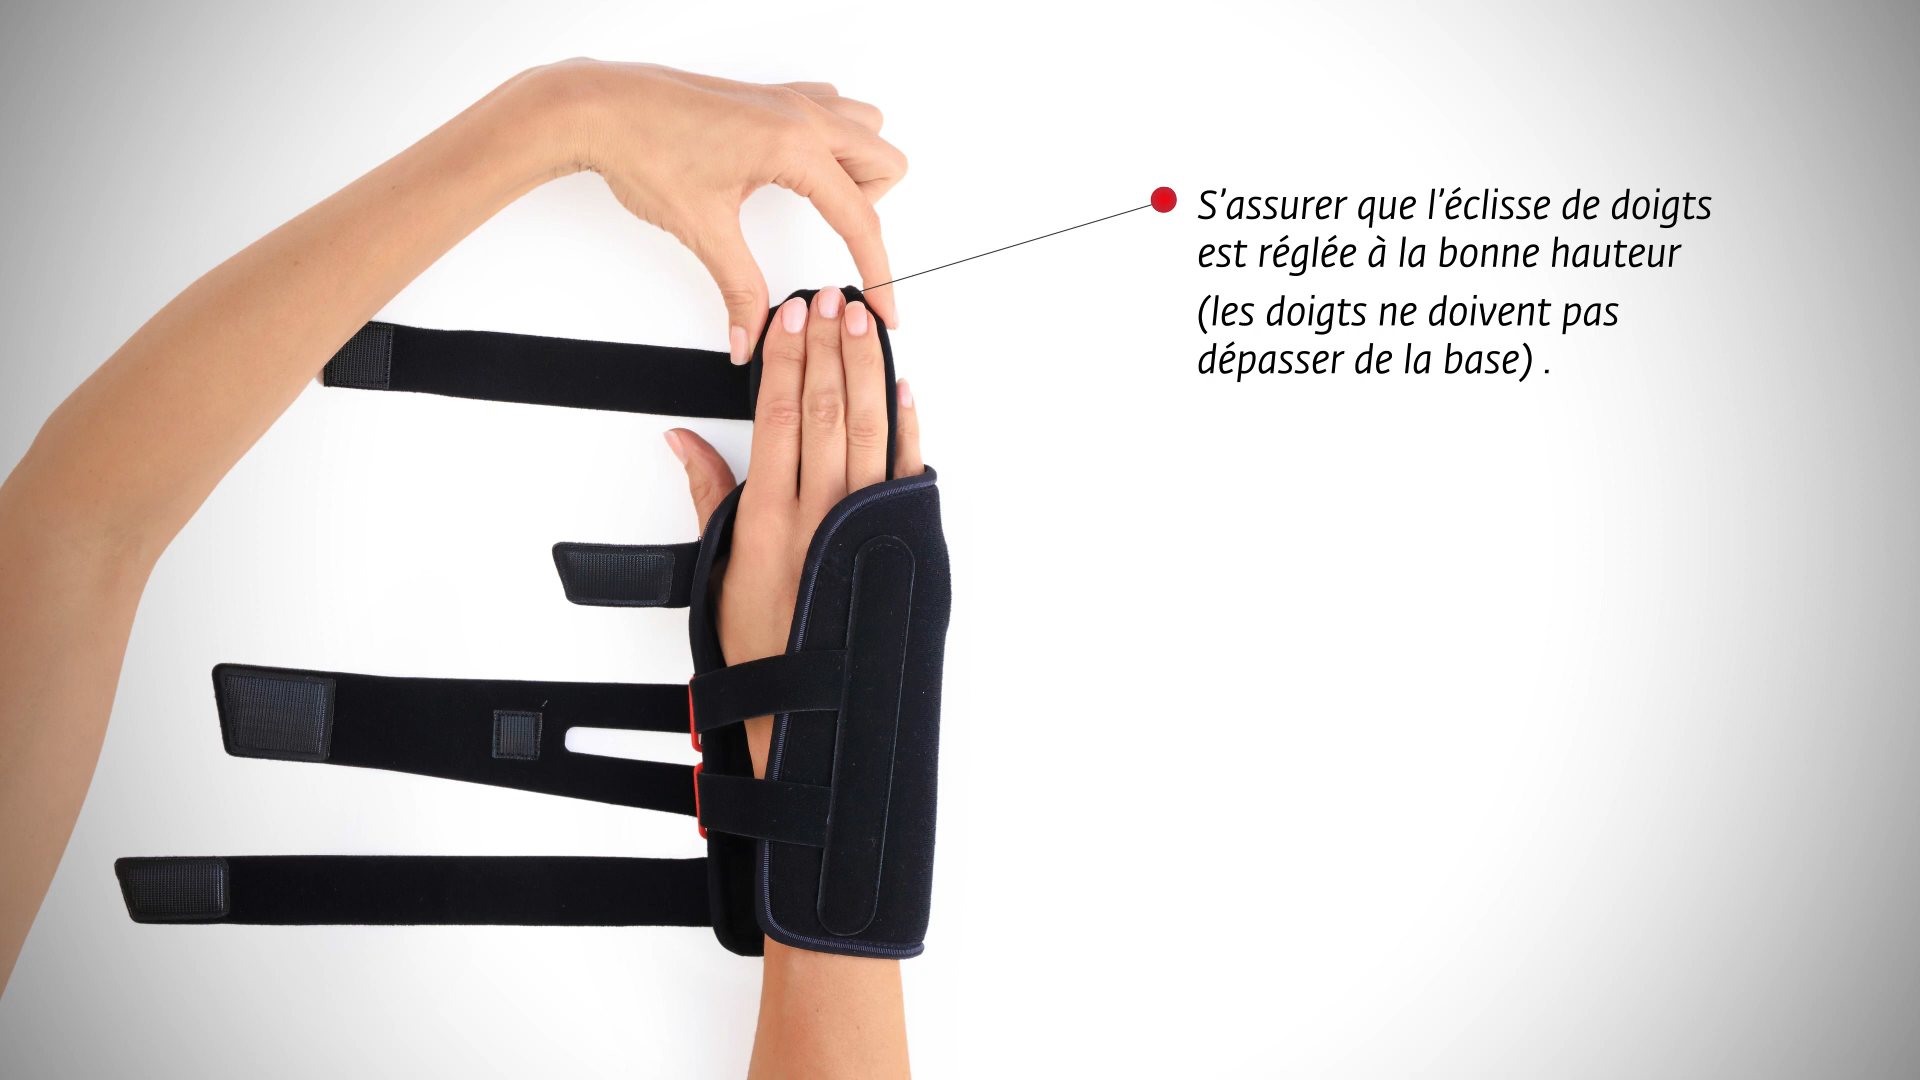 S'assurer que l'éclisse de doigts
est réglée à la bonne hauteur
(les doigts ne doivent pas
dépasser de la base) .